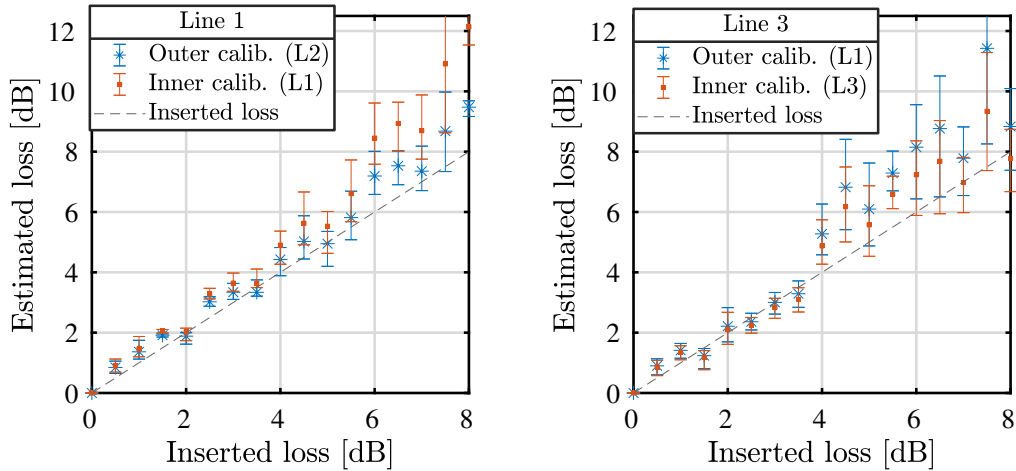 Line 1
Outer calib. (L2)
Inner calib. (L1)
Inserted loss
Estimated loss [dB]
12
10
8
6
4
2
0
0 2 4 6 8
Inserted loss [dB]
Line 3
Outer calib. (L1)
Inner calib. (L3)
Inserted loss
Estimated loss [dB]
12
10
8
6
4
2
0
0 2 4 6 8
Inserted loss [dB]